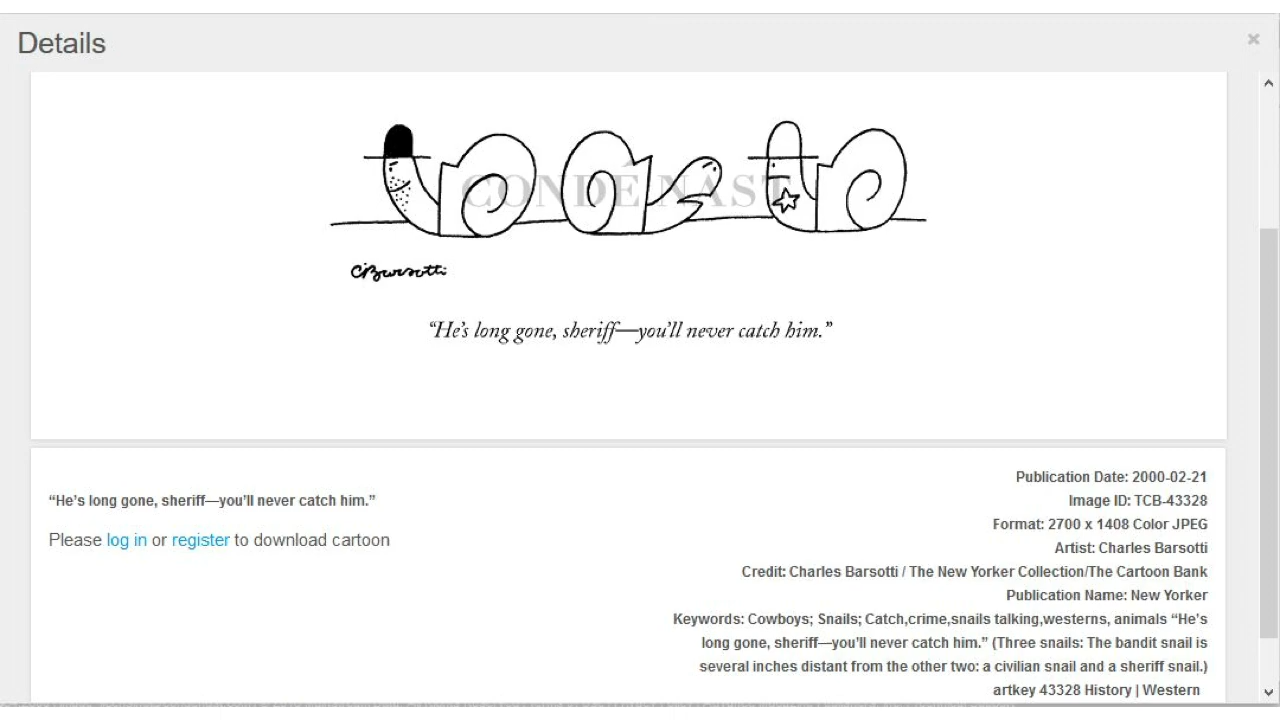 Details
×
CONDÉ NAST
CBarsotti
“He’s long gone, sheriff—you’ll never catch him.”
“He’s long gone, sheriff—you’ll never catch him.”
Please log in or register to download cartoon
Publication Date: 2000-02-21
Image ID: TCB-43328
Format: 2700 x 1408 Color JPEG
Artist: Charles Barsotti
Credit: Charles Barsotti / The New Yorker Collection/The Cartoon Bank
Publication Name: New Yorker
Keywords: Cowboys; Snails; Catch,crime,snails talking,westerns, animals “He’s
long gone, sheriff—you’ll never catch him.” (Three snails: The bandit snail is
several inches distant from the other two: a civilian snail and a sheriff snail.)
artkey 43328 History | Western